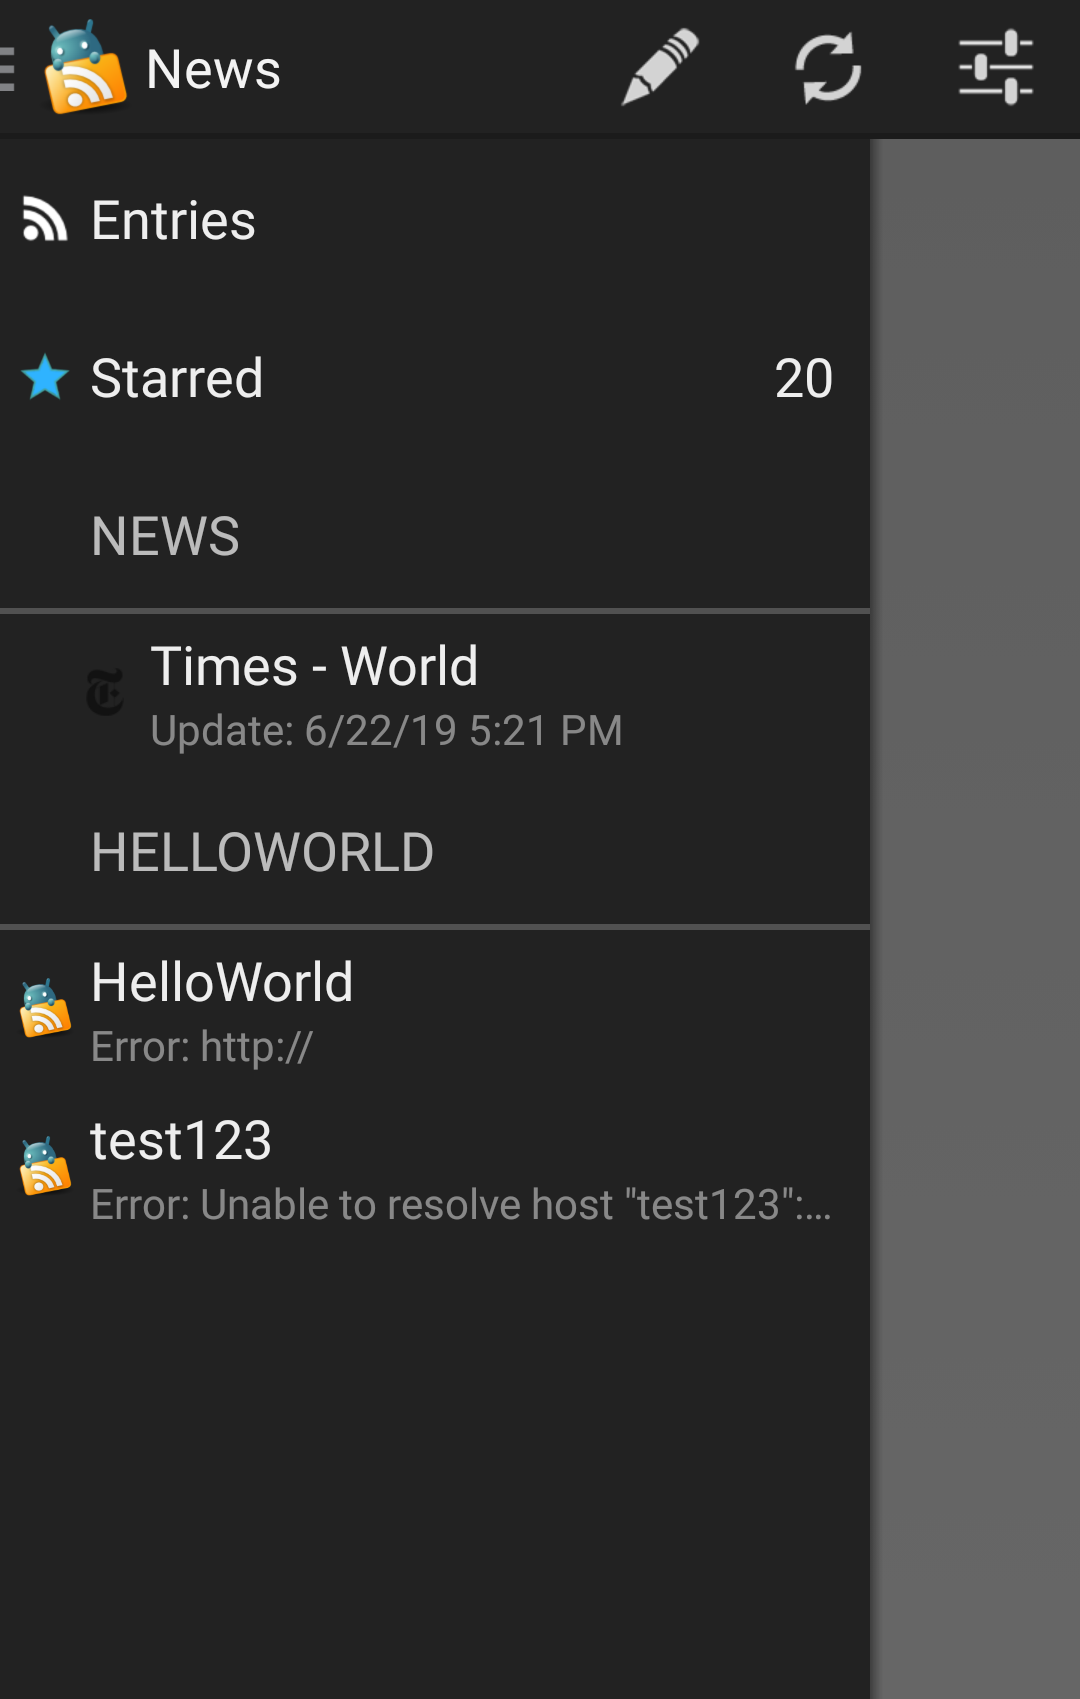 News
Entries
Starred 20
NEWS
Times - World
Update: 6/22/19 5:21 PM
HELLOWORLD
HelloWorld
Error: http://
test123
Error: Unable to resolve host "test123":...